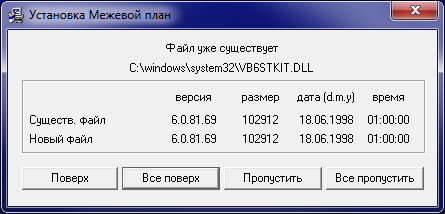 Установка Межевой план
Файл уже существует
C:\windows\system32\VB6STKIT.DLL
версия размер дата (d.m.y) время
Существ. файл 6.0.81.69 102912 18.06.1998 01:00:00
Новый файл 6.0.81.69 102912 18.06.1998 01:00:00
Поверх Все поверх Пропустить Все пропустить